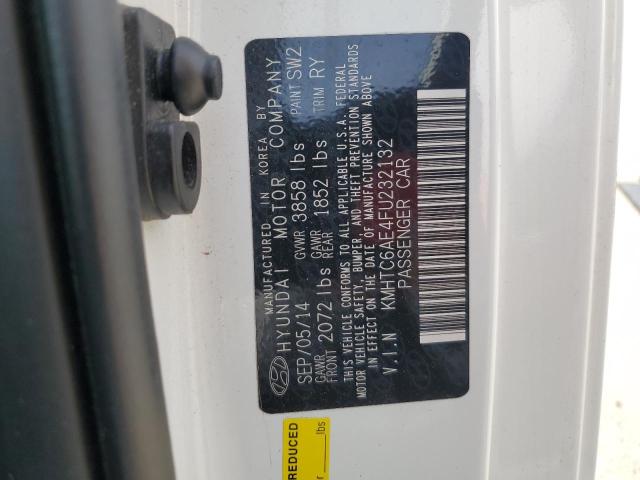 MANUFACTURED IN KOREA BY
HYUNDAI MOTOR COMPANY
SEP/05/14 GVWR 3858 lbs PAINT SW2
GAWR FRONT 2072 lbs GAWR REAR 1852 lbs TRIM RY
THIS VEHICLE CONFORMS TO ALL APPLICABLE U.S.A. FEDERAL
MOTOR VEHICLE SAFETY, BUMPER, AND THEFT PREVENTION STANDARDS
IN EFFECT ON THE DATE OF MANUFACTURE SHOWN ABOVE
V.I.N KMHTC6AE4FU232132
PASSENGER CAR
REDUCED
lbs